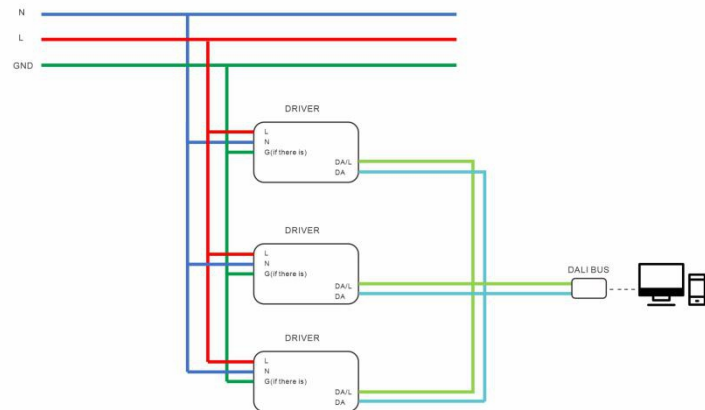 N
L
GND
DRIVER
L
N
G(if there is)
DA/L
DA
DRIVER
L
N
G(if there is)
DA/L
DA
DALI BUS
DRIVER
L
N
G(if there is)
DA/L
DA